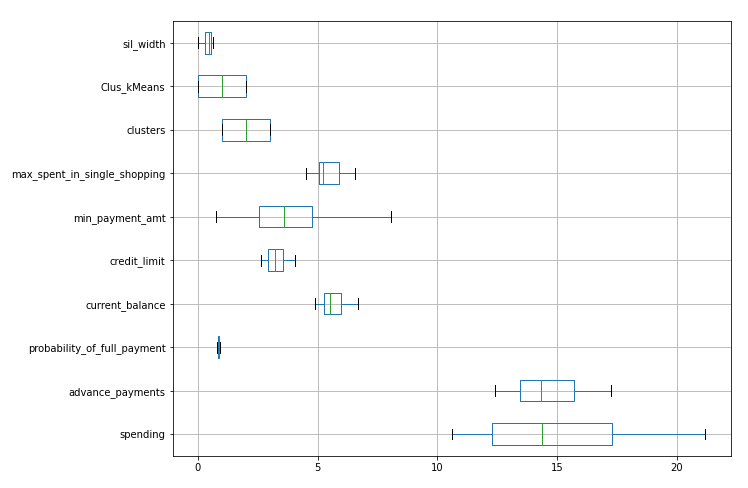 sil_width
Clus_kMeans
clusters
max_spent_in_single_shopping
min_payment_amt
credit_limit
current_balance
probability_of_full_payment
advance_payments
spending
0 5 10 15 20